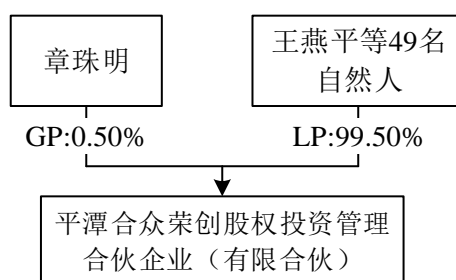 章珠明
王燕平等49名
自然人
GP:0.50%
LP:99.50%
平潭合众荣创股权投资管理
合伙企业（有限合伙）